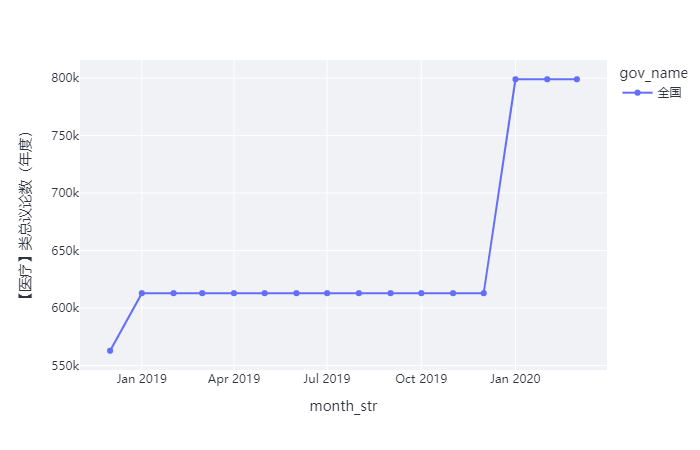 gov_name
全国
800k
750k
700k
650k
600k
550k
【医疗】类总议论数（年度）
Jan 2019
Apr 2019
Jul 2019
Oct 2019
Jan 2020
month_str